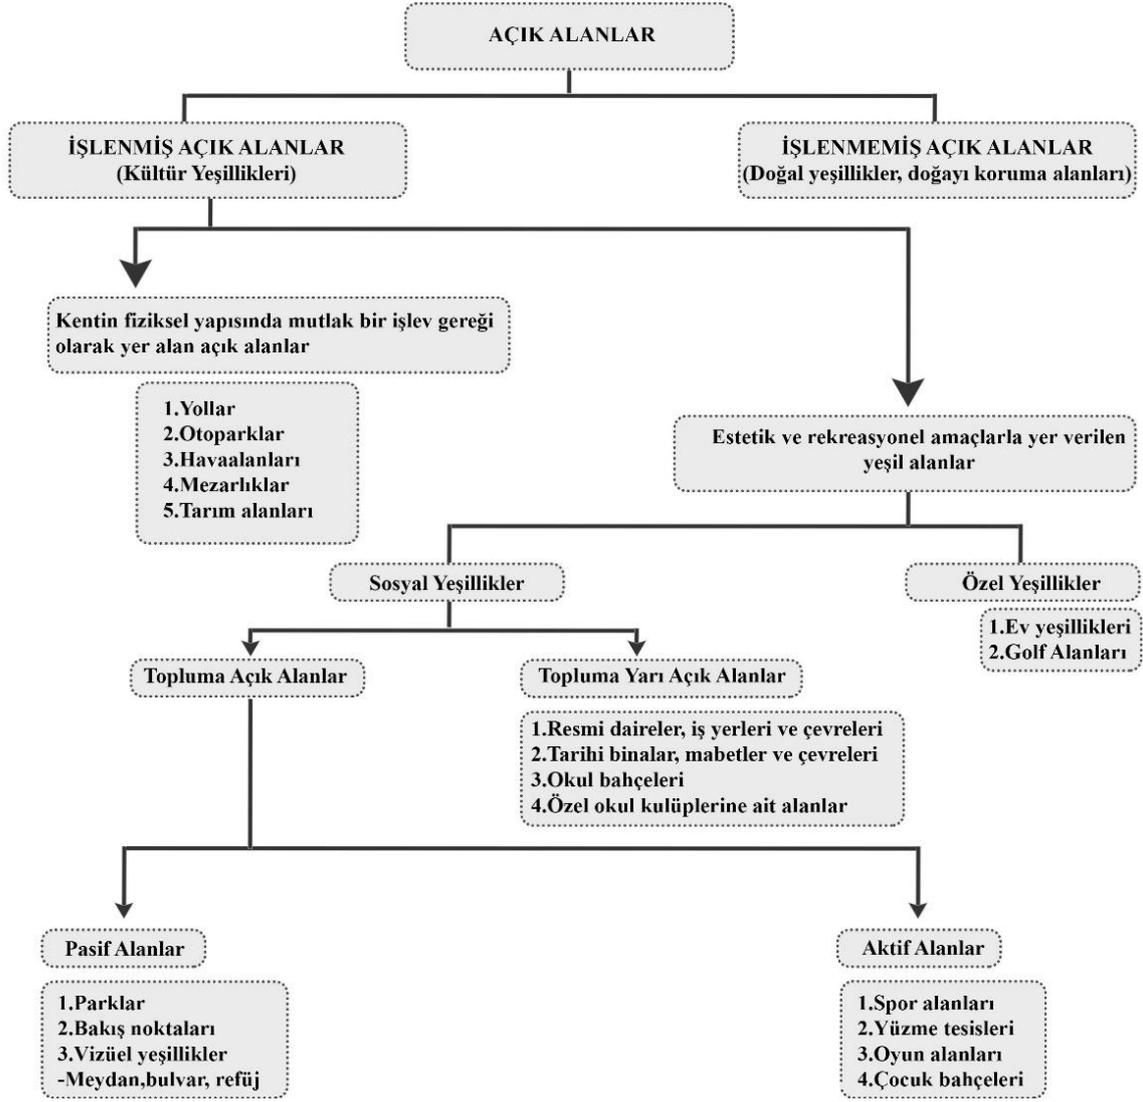 AÇIK ALANLAR
İŞLENMİŞ AÇIK ALANLAR
(Kültür Yeşillikleri)
İŞLENMEMİŞ AÇIK ALANLAR
(Doğal yeşillikler, doğayı koruma alanları)
Kentin fiziksel yapısında mutlak bir işlev gereği
olarak yer alan açık alanlar
1.Yollar
2.Otoparklar
3.Havaalanları
4.Mezarlıklar
5.Tarım alanları
Estetik ve rekreasyonel amaçlarla yer verilen
yeşil alanlar
Sosyal Yeşillikler
Özel Yeşillikler
1.Ev yeşillikleri
2.Golf Alanları
Topluma Açık Alanlar
Topluma Yarı Açık Alanlar
1.Resmi daireler, iş yerleri ve çevreleri
2.Tarihi binalar, mabetler ve çevreleri
3.Okul bahçeleri
4.Özel okul kulüplerine ait alanlar
Pasif Alanlar
1.Parklar
2.Bakış noktaları
3.Vizüel yeşillikler
-Meydan,bulvar, refüj
Aktif Alanlar
1.Spor alanları
2.Yüzme tesisleri
3.Oyun alanları
4.Çocuk bahçeleri